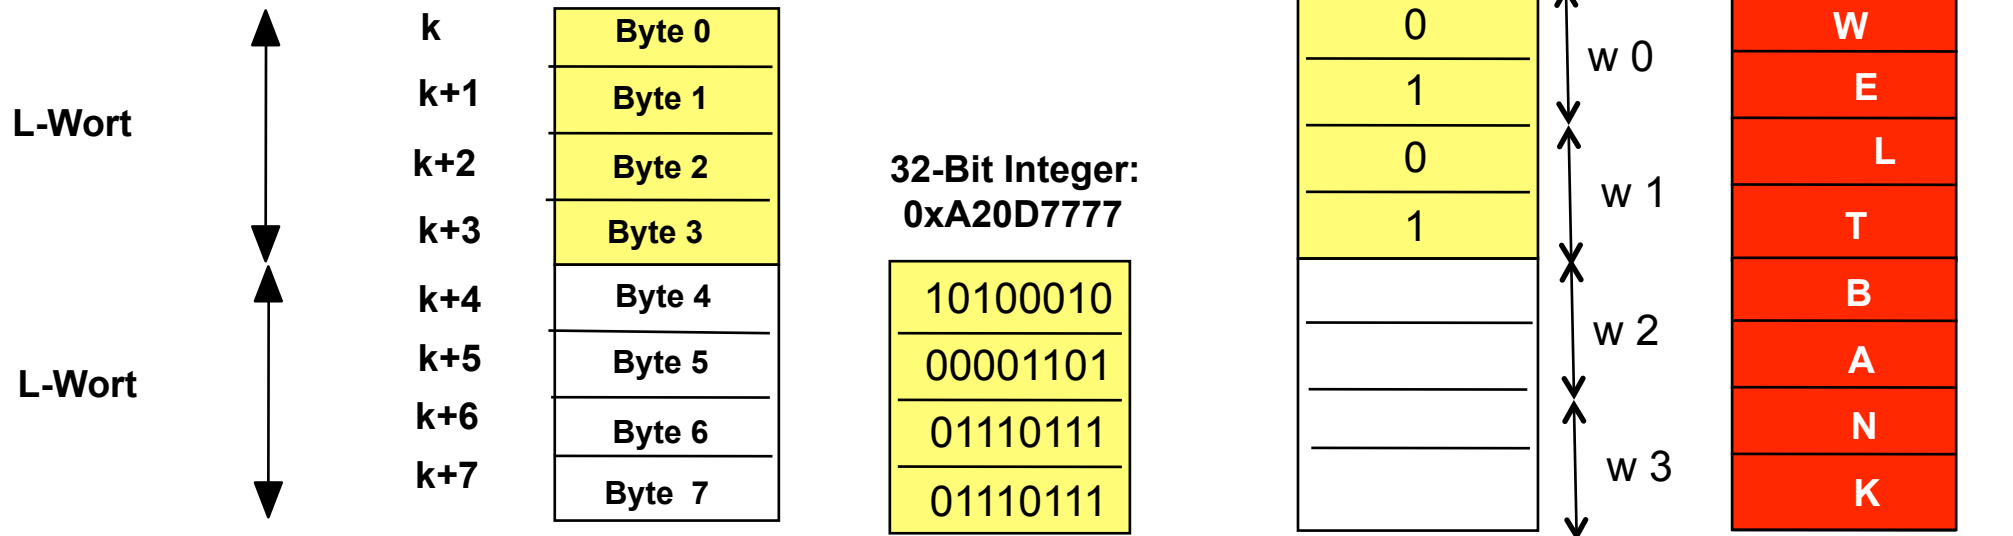 L-Wort
L-Wort
k
k+1
k+2
k+3
k+4
k+5
k+6
k+7
Byte 0
Byte 1
Byte 2
Byte 3
Byte 4
Byte 5
Byte 6
Byte 7
32-Bit Integer:
0xA20D7777
10100010
00001101
01110111
01110111
0
1
0
1
w 0
w 1
w 2
w 3
W
E
L
T
B
A
N
K